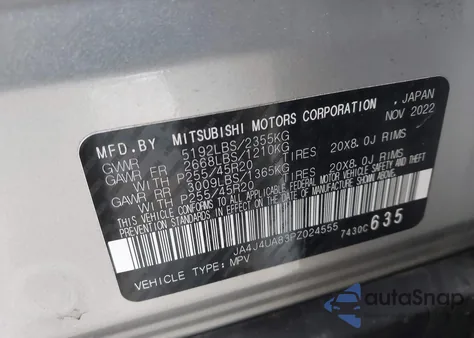 MFD.BY MITSUBISHI MOTORS CORPORATION, JAPAN
NOV 2022
GVWR 5192LBS/2355KG
GAWR FR 2668LBS/1210KG
WITH P255/45R20 TIRES 20X8.0J RIMS
GAWR RR 3009LBS/1365KG
WITH P255/45R20 TIRES 20X8.0J RIMS
THIS VEHICLE CONFORMS TO ALL APPLICABLE FEDERAL MOTOR VEHICLE
SAFETY AND THEFT PREVENTION STANDARDS IN EFFECT ON THE DATE OF
MANUFACTURE SHOWN ABOVE.
JA4J4UA83PZ024555 7430C635
VEHICLE TYPE: MPV
autoSnap